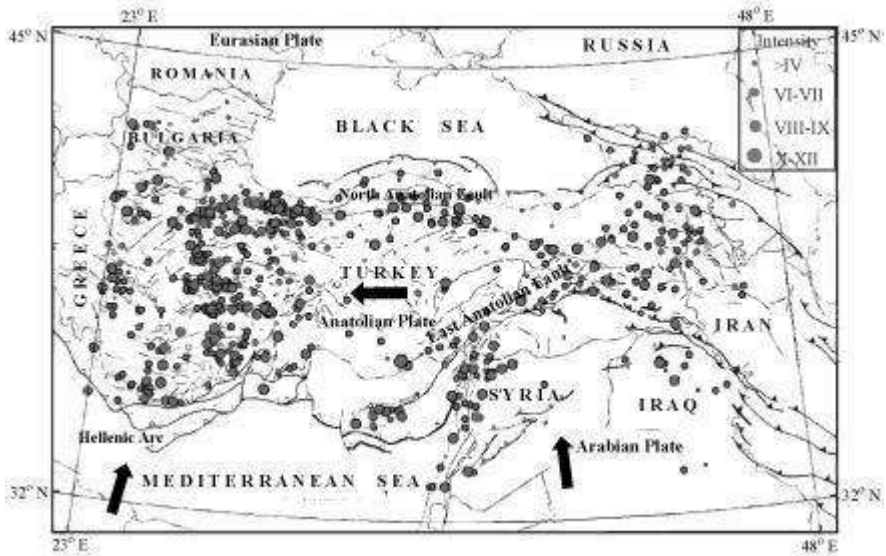 23° E
48° E
45° N
45° N
Eurasian Plate
RUSSIA
Intensity
ROMANIA
>IV
VI-VII
BLACK SEA
VIII-IX
BULGARIA
X-XII
North Anatolian Fault
GREECE
TURKEY
East Anatolian Fault
Anatolian Plate
IRAN
SYRIA
IRAQ
Hellenic Arc
Arabian Plate
MEDITERRANEAN SEA
32° N
32° N
23° E
48° E